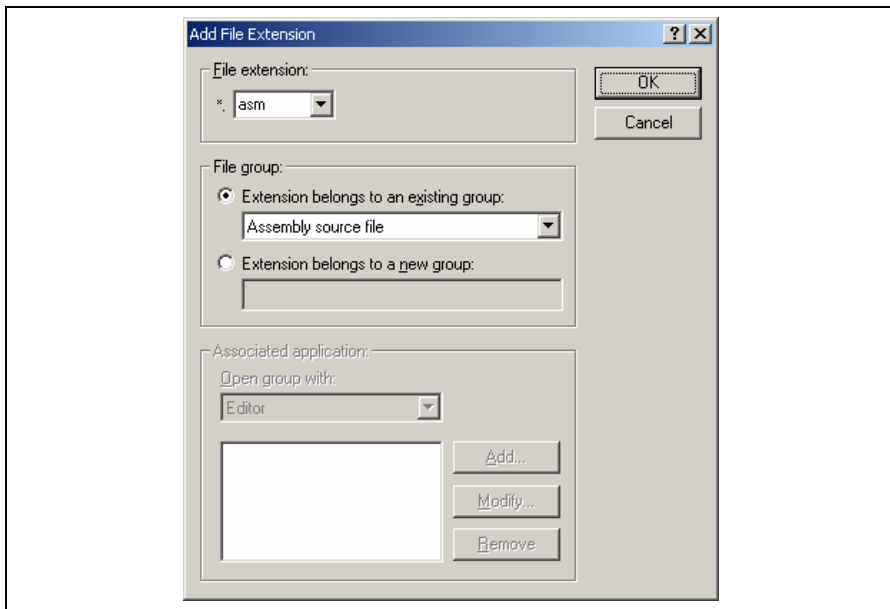 Add File Extension
File extension:
*. asm
OK
Cancel
File group:
Extension belongs to an existing group:
Assembly source file
Extension belongs to a new group:
Associated application:
Open group with:
Editor
Add...
Modify...
Remove